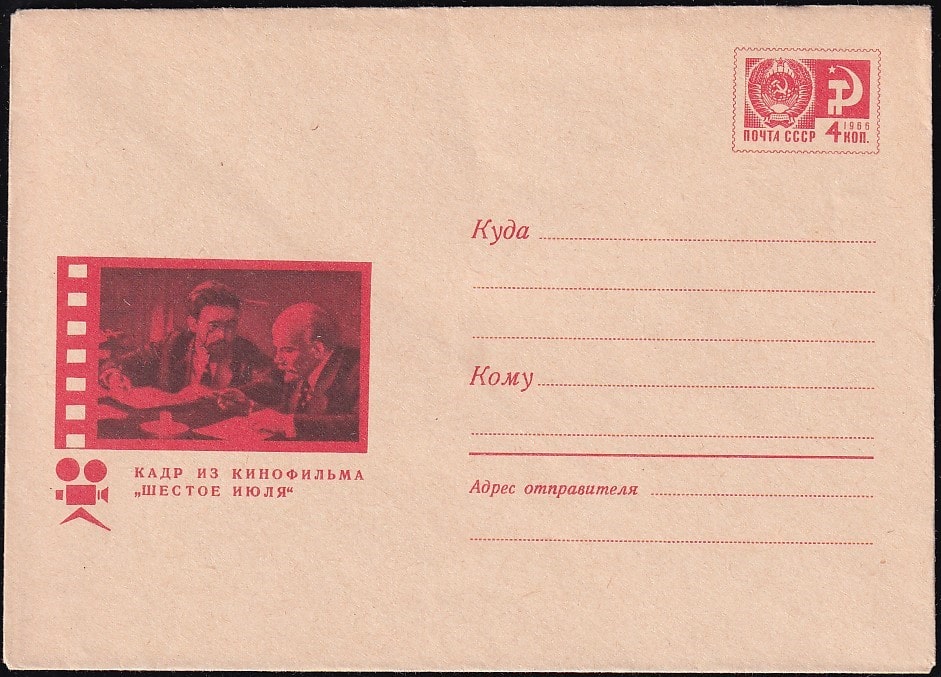 1966
ПОЧТА СССР 4 КОП.
Куда
Кому
КАДР ИЗ КИНОФИЛЬМА
„ШЕСТОЕ ИЮЛЯ“
Адрес отправителя